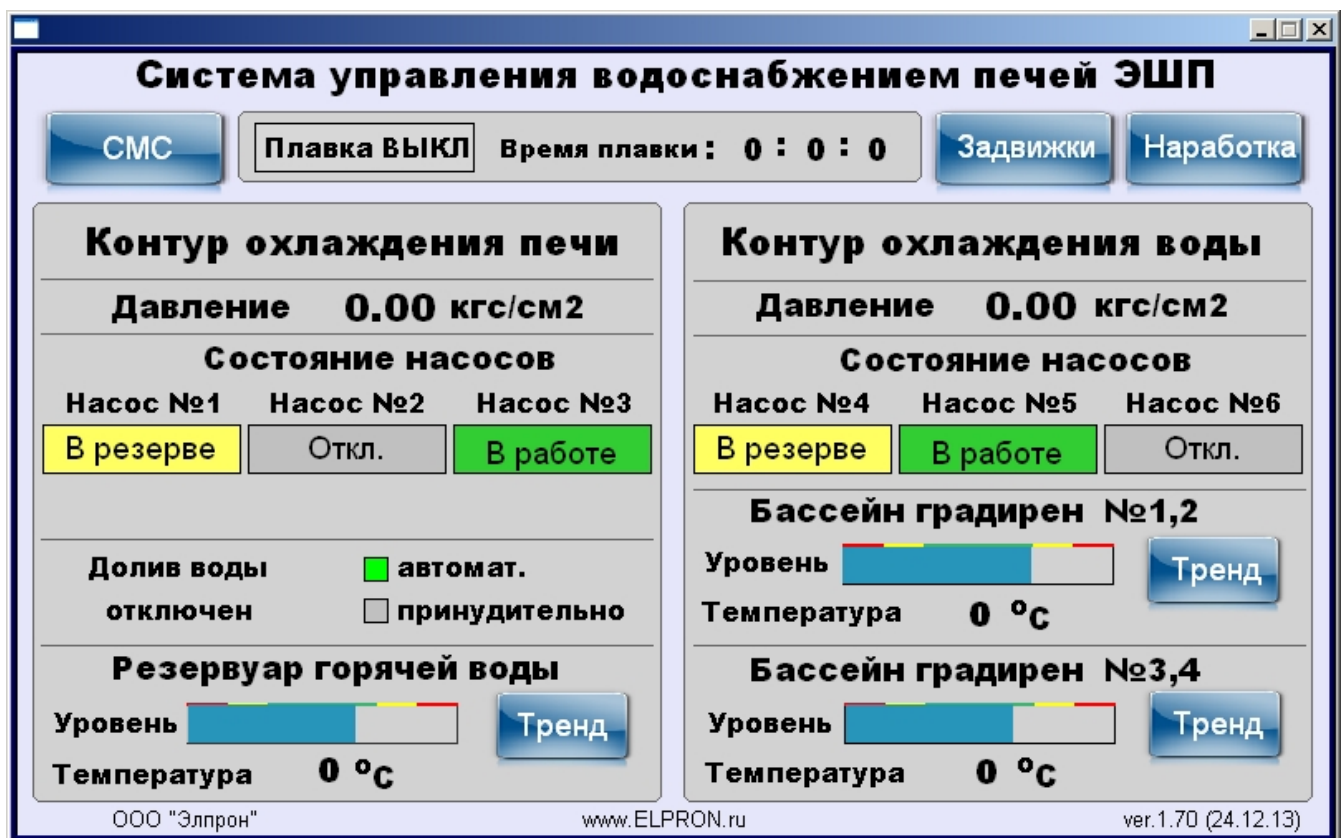 Система управления водоснабжением печей ЭШП
СМС Плавка ВЫКЛ Время плавки : 0 : 0 : 0 Задвижки Наработка
Контур охлаждения печи
Давление 0.00 кгс/см2
Состояние насосов
Насос №1 Насос №2 Насос №3
В резерве Откл. В работе
Долив воды автомат.
отключен принудительно
Резервуар горячей воды
Уровень Тренд
Температура 0 °C
Контур охлаждения воды
Давление 0.00 кгс/см2
Состояние насосов
Насос №4 Насос №5 Насос №6
В резерве В работе Откл.
Бассейн градирен №1,2
Уровень Тренд
Температура 0 °C
Бассейн градирен №3,4
Уровень Тренд
Температура 0 °C
ООО "Элпрон" www.ELPRON.ru ver.1.70 (24.12.13)